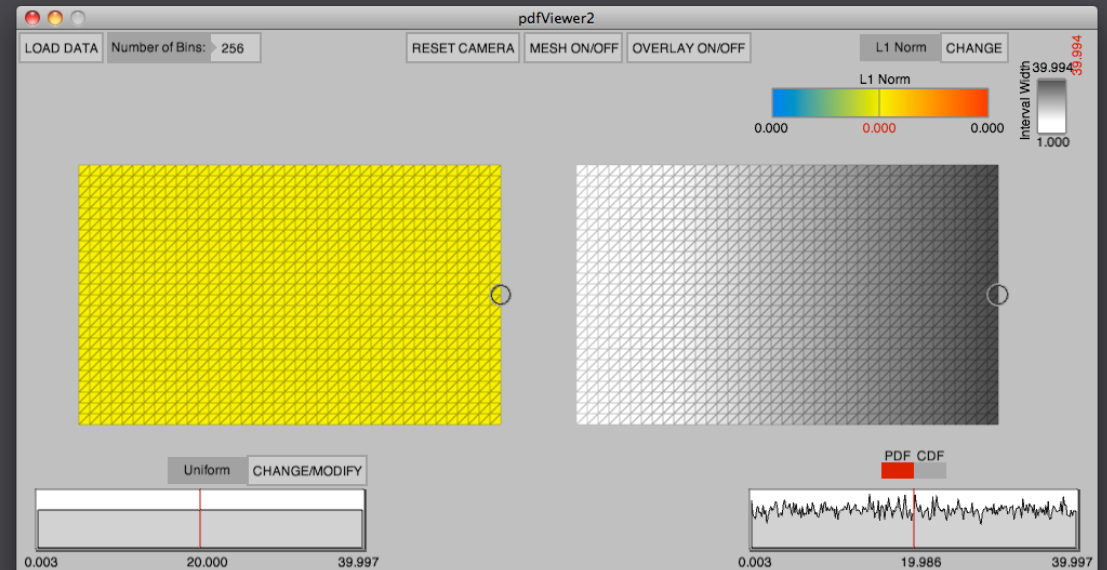 pdfViewer2
LOAD DATA Number of Bins: 256 RESET CAMERA MESH ON/OFF OVERLAY ON/OFF L1 Norm CHANGE
39.994
Interval Width
39.994
1.000
L1 Norm
0.000 0.000 0.000
Uniform CHANGE/MODIFY
0.003 20.000 39.997
PDF CDF
0.003 19.986 39.997